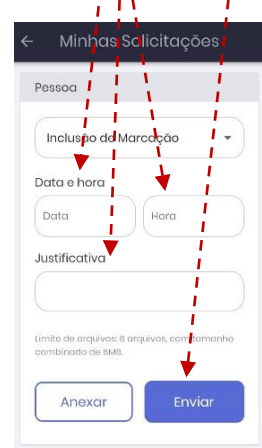 ← Minhas Solicitações
Pessoa
Inclusão de Marcação
Data e hora
Data Hora
Justificativa
Limite de arquivos: 6 arquivos, com tamanho
combinado de 6MB.
Anexar Enviar